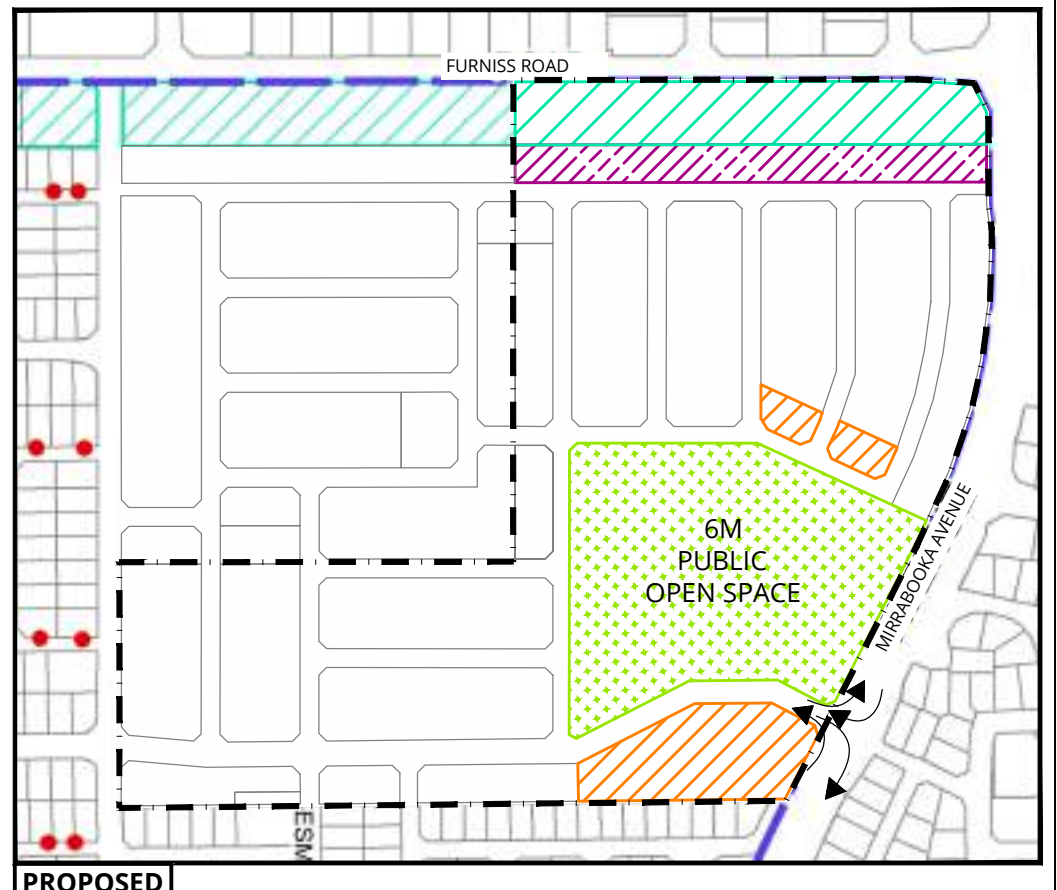 FURNISS ROAD
6M
PUBLIC
OPEN SPACE
MIRRABOOKA AVENUE
ESM
PROPOSED